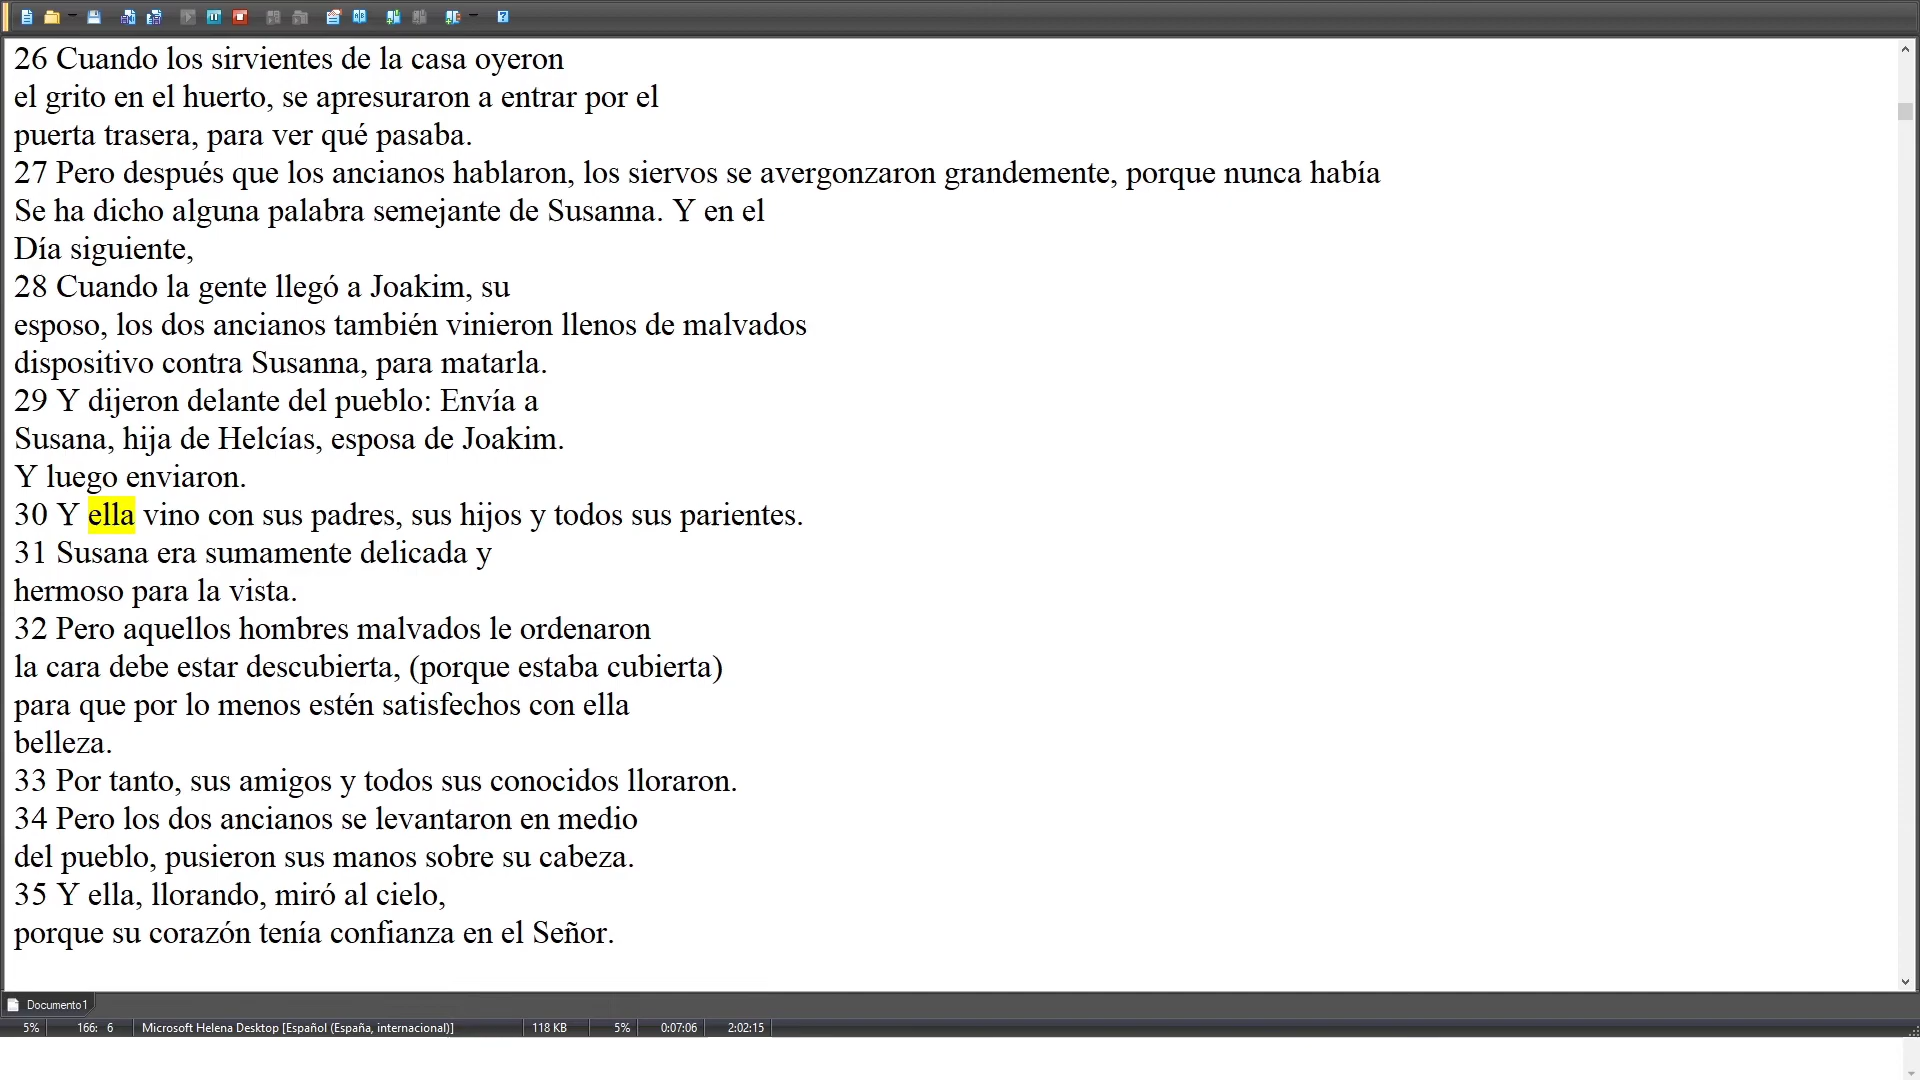 26 Cuando los sirvientes de la casa oyeron
el grito en el huerto, se apresuraron a entrar por el
puerta trasera, para ver qué pasaba.
27 Pero después que los ancianos hablaron, los siervos se avergonzaron grandemente, porque nunca había
Se ha dicho alguna palabra semejante de Susanna. Y en el
Día siguiente,
28 Cuando la gente llegó a Joakim, su
esposo, los dos ancianos también vinieron llenos de malvados
dispositivo contra Susanna, para matarla.
29 Y dijeron delante del pueblo: Envía a
Susana, hija de Helcías, esposa de Joakim.
Y luego enviaron.
30 Y ella vino con sus padres, sus hijos y todos sus parientes.
31 Susana era sumamente delicada y
hermoso para la vista.
32 Pero aquellos hombres malvados le ordenaron
la cara debe estar descubierta, (porque estaba cubierta)
para que por lo menos estén satisfechos con ella
belleza.
33 Por tanto, sus amigos y todos sus conocidos lloraron.
34 Pero los dos ancianos se levantaron en medio
del pueblo, pusieron sus manos sobre su cabeza.
35 Y ella, llorando, miró al cielo,
porque su corazón tenía confianza en el Señor.
Documento1
5% 166: 6 Microsoft Helena Desktop [Español (España, internacional)] 118 KB 5% 0:07:06 2:02:15